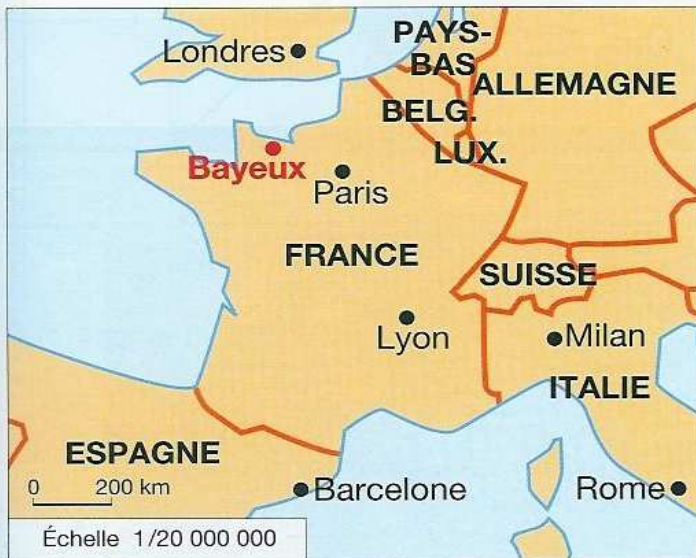 PAYS-
BAS
Londres
ALLEMAGNE
BELG.
LUX.
Bayeux
Paris
FRANCE
SUISSE
Lyon
Milan
ITALIE
ESPAGNE
0 200 km
Barcelone
Rome
Échelle 1/20 000 000